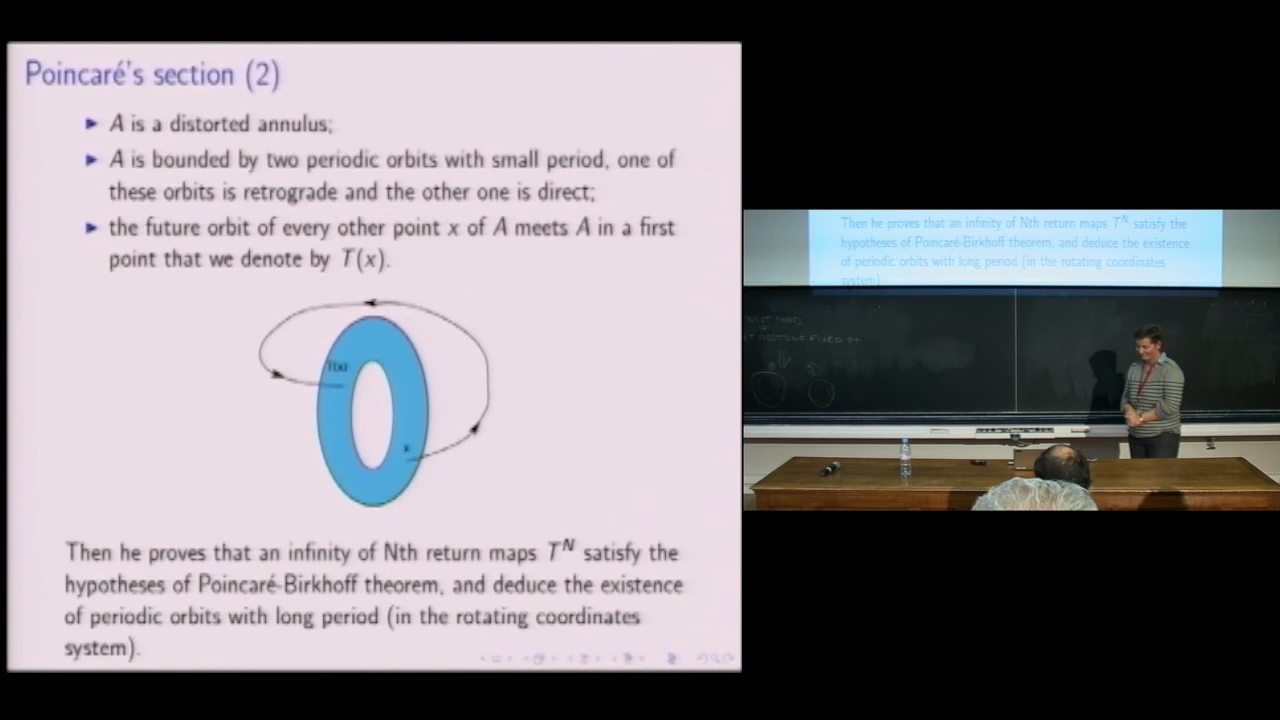 Poincaré's section (2)
A is a distorted annulus;
A is bounded by two periodic orbits with small period, one of
these orbits is retrograde and the other one is direct;
the future orbit of every other point x of A meets A in a first
point that we denote by T(x).
T(x)
x
Then he proves that an infinity of Nth return maps T^N satisfy the
hypotheses of Poincaré-Birkhoff theorem, and deduce the existence
of periodic orbits with long period (in the rotating coordinates
system).
Then he proves that an infinity of Nth return maps T^N satisfy the
hypotheses of Poincaré-Birkhoff theorem, and deduce the existence
of periodic orbits with long period (in the rotating coordinates
system).
FIXED